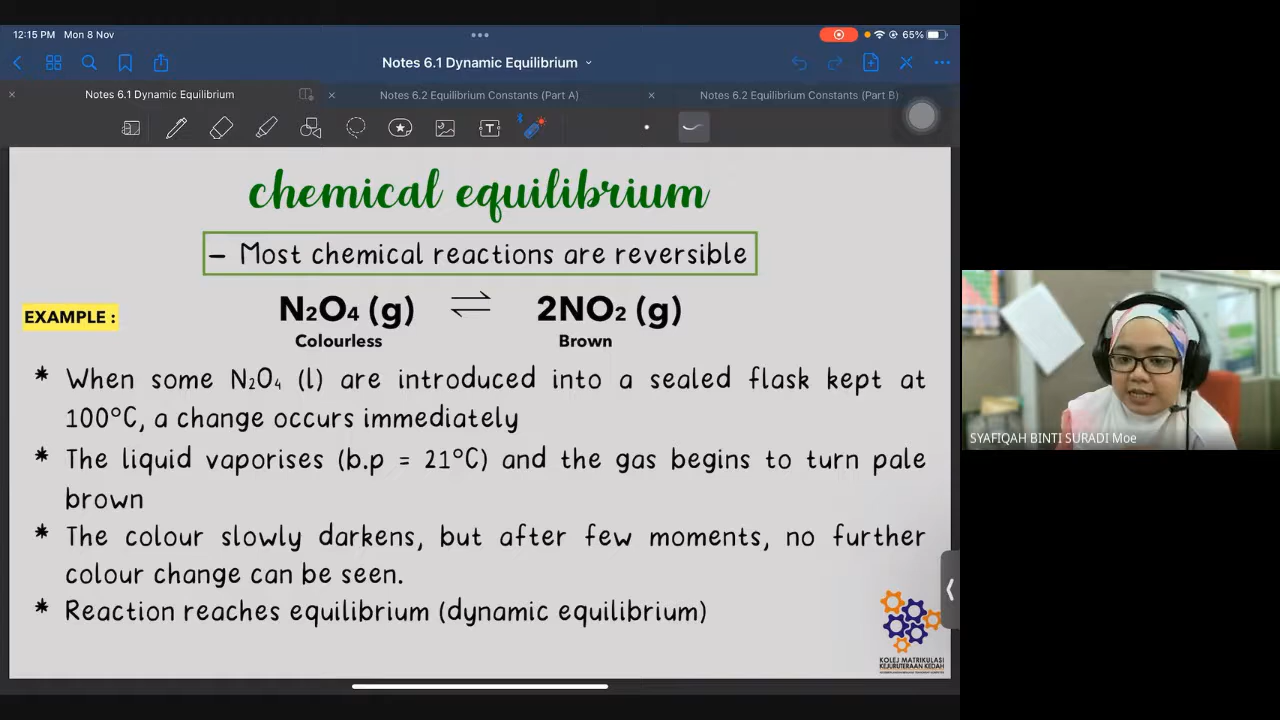 12:15 PM Mon 8 Nov
65%
Notes 6.1 Dynamic Equilibrium
Notes 6.1 Dynamic Equilibrium
Notes 6.2 Equilibrium Constants (Part A)
Notes 6.2 Equilibrium Constants (Part B)
chemical equilibrium
– Most chemical reactions are reversible
EXAMPLE :
N₂O₄ (g) ⇌ 2NO₂ (g)
Colourless Brown
* When some N₂O₄ (l) are introduced into a sealed flask kept at
100°C, a change occurs immediately
* The liquid vaporises (b.p = 21°C) and the gas begins to turn pale
brown
* The colour slowly darkens, but after few moments, no further
colour change can be seen.
* Reaction reaches equilibrium (dynamic equilibrium)
KOLEJ MATRIKULASI
KEJURUTERAAN KEDAH
SYAFIQAH BINTI SURADI Moe